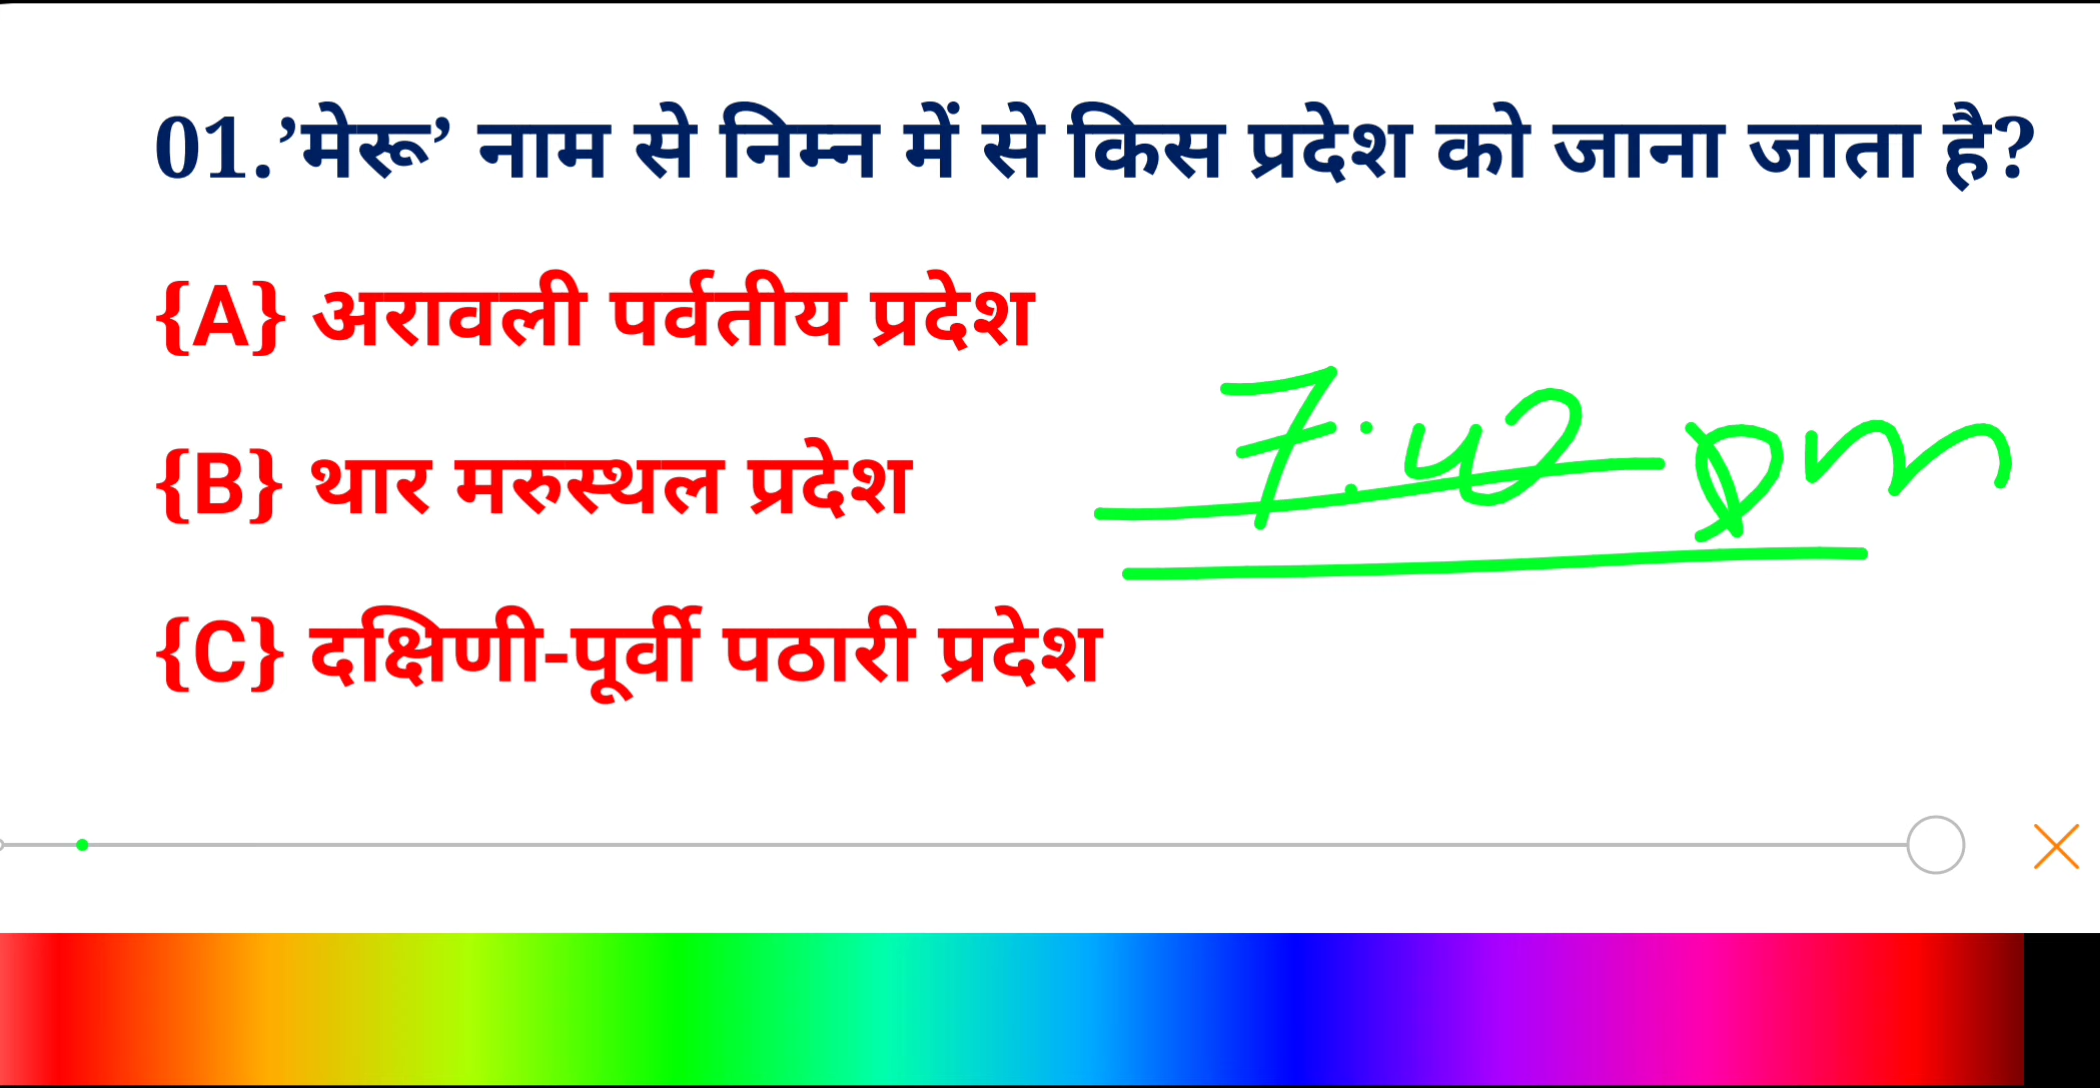 01.’मेरू’ नाम से निम्न में से किस प्रदेश को जाना जाता है?
{A} अरावली पर्वतीय प्रदेश
{B} थार मरुस्थल प्रदेश
7:42 pm
{C} दक्षिणी-पूर्वी पठारी प्रदेश